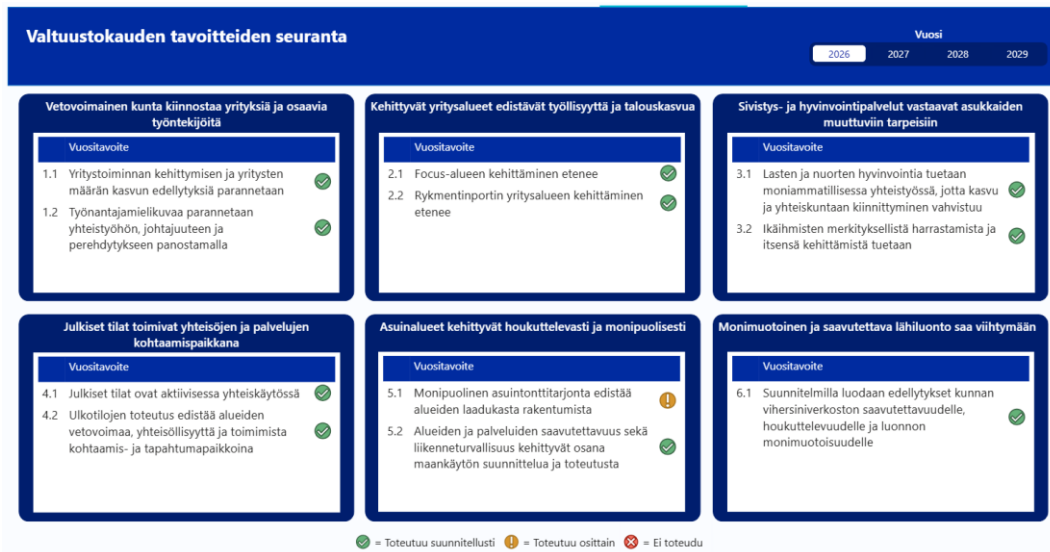 Valtuustokauden tavoitteiden seuranta
Vuosi
2026 2027 2028 2029
Vetovoimainen kunta kiinnostaa yrityksiä ja osaavia
työntekijöitä
Vuositavoite
1.1 Yritystoiminnan kehittymisen ja yritysten
määrän kasvun edellytyksiä parannetaan
1.2 Työnantajamielikuvaa parannetaan
yhteistyöhön, johtajuuteen ja
perehdytykseen panostamalla
Kehittyvät yritysalueet edistävät työllisyyttä ja talouskasvua
Vuositavoite
2.1 Focus-alueen kehittäminen etenee
2.2 Rykmentinportin yritysalueen kehittäminen
etenee
Sivistys- ja hyvinvointipalvelut vastaavat asukkaiden
muuttuviin tarpeisiin
Vuositavoite
3.1 Lasten ja nuorten hyvinvointia tuetaan
moniammatillisessa yhteistyössä, jotta kasvu
ja yhteiskuntaan kiinnittyminen vahvistuu
3.2 Ikäihmisten merkityksellistä harrastamista ja
itsensä kehittämistä tuetaan
Julkiset tilat toimivat yhteisöjen ja palvelujen
kohtaamispaikkana
Vuositavoite
4.1 Julkiset tilat ovat aktiivisessa yhteiskäytössä
4.2 Ulkotilojen toteutus edistää alueiden
vetovoimaa, yhteisöllisyyttä ja toimimista
kohtaamis- ja tapahtumapaikkoina
Asuinalueet kehittyvät houkuttelevasti ja monipuolisesti
Vuositavoite
5.1 Monipuolinen asuintonttitarjonta edistää
alueiden laadukasta rakentumista
5.2 Alueiden ja palveluiden saavutettavuus sekä
liikenneturvallisuus kehittyvät osana
maankäytön suunnittelua ja toteutusta
Monimuotoinen ja saavutettava lähiluonto saa viihtymään
Vuositavoite
6.1 Suunnitelmilla luodaan edellytykset kunnan
vihersiniverkoston saavutettavuudelle,
houkuttelevuudelle ja luonnon
monimuotoisuudelle
= Toteutuu suunnitellusti = Toteutuu osittain = Ei toteudu